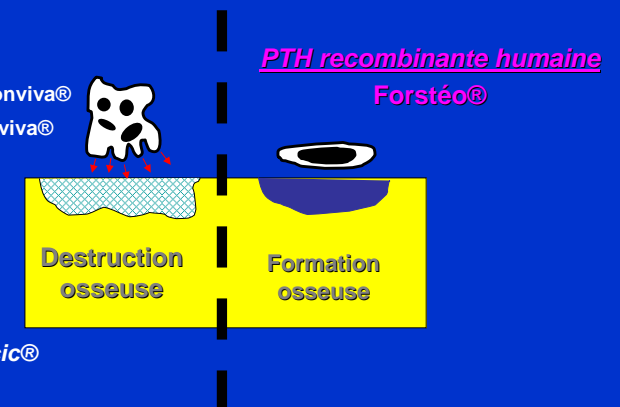 PTH recombinante humaine
Forstéo®
Destruction
osseuse
Formation
osseuse